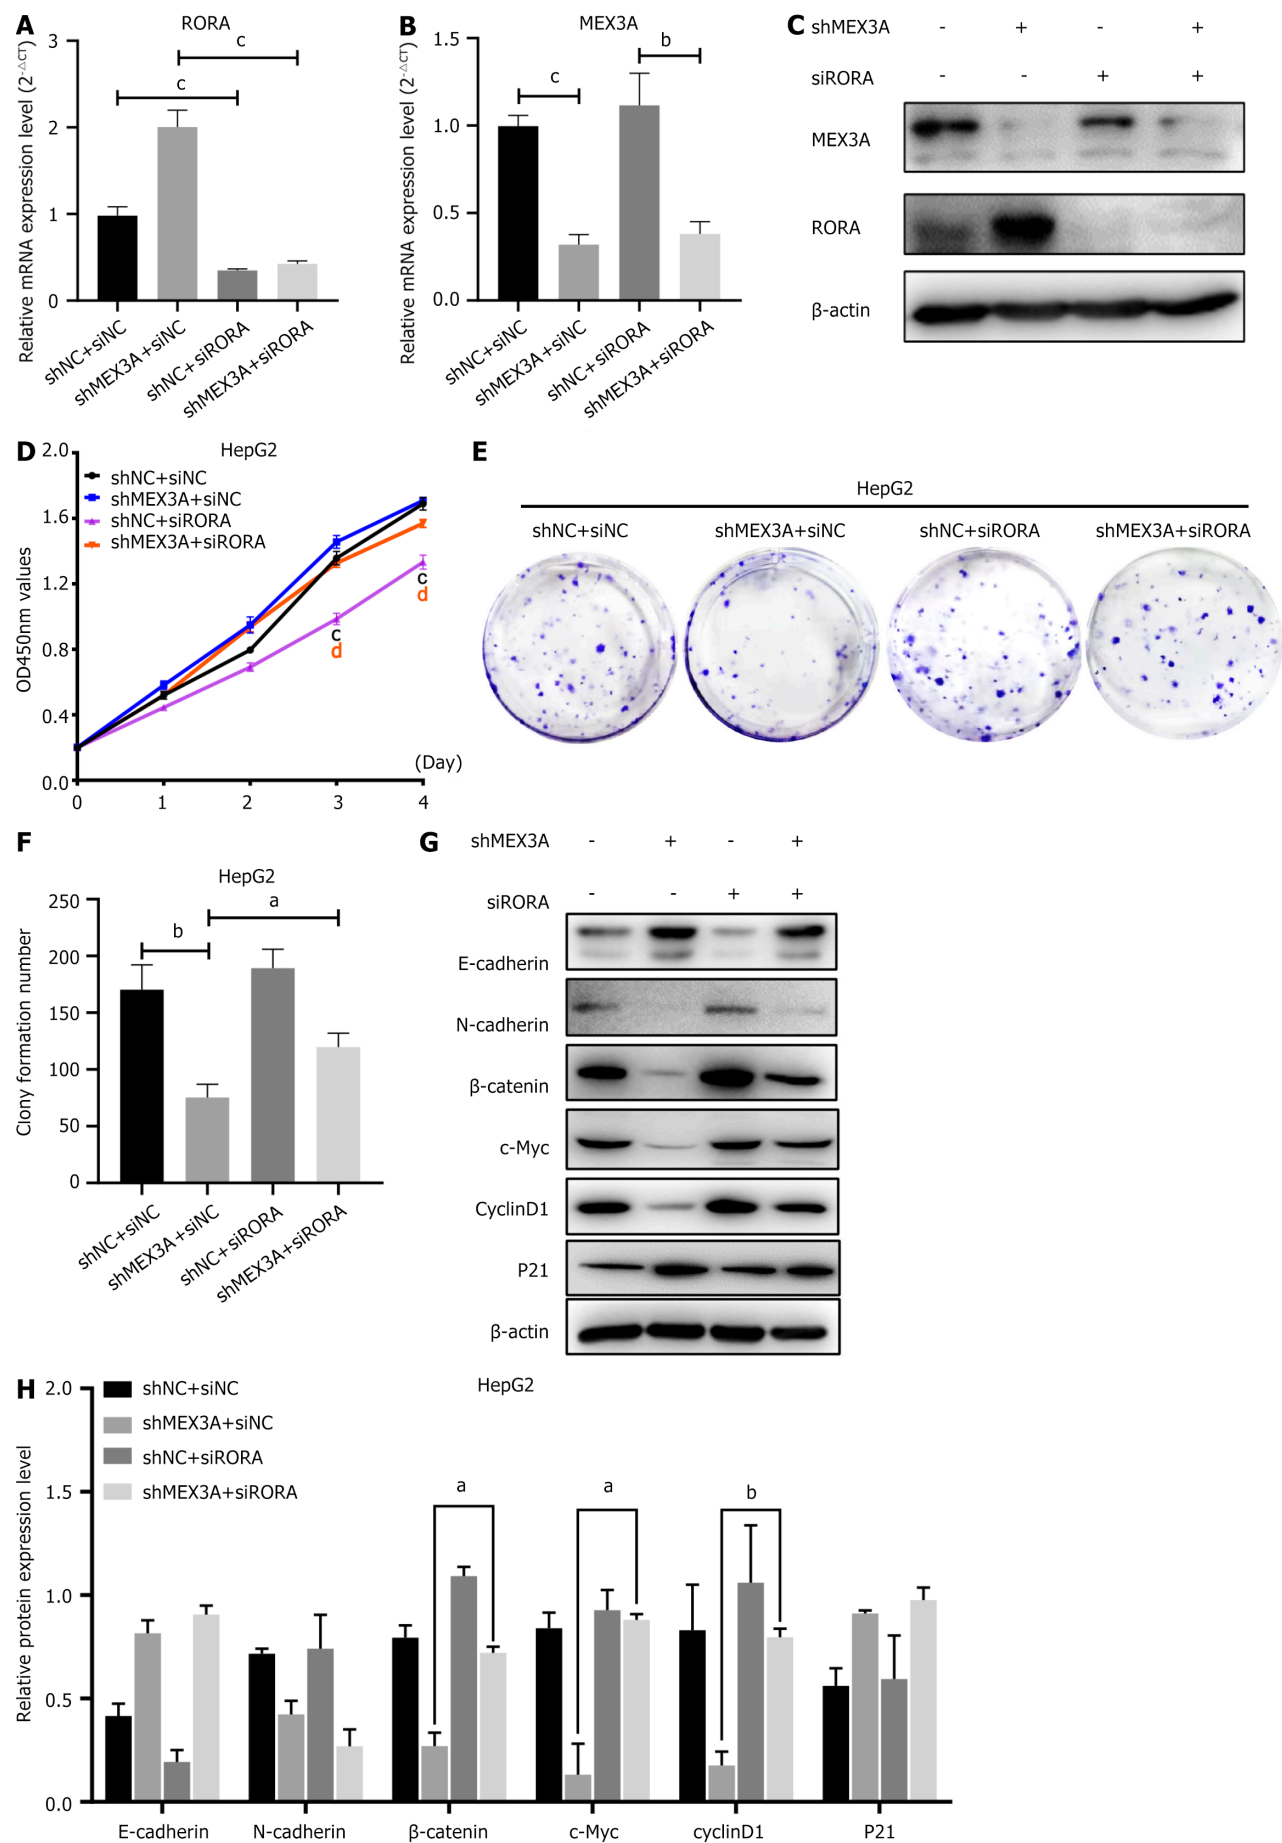 A
RORA
Relative mRNA expression level (2-△CT)
3
2
1
0
c
c
shNC+siNC
shMEX3A+siNC
shNC+siRORA
shMEX3A+siRORA
B
MEX3A
Relative mRNA expression level (2-△CT)
1.5
1.0
0.5
0.0
c
b
shNC+siNC
shMEX3A+siNC
shNC+siRORA
shMEX3A+siRORA
C
shMEX3A - + - +
siRORA - - + +
MEX3A
RORA
β-actin
D
HepG2
OD450nm values
2.0
1.6
1.2
0.8
0.4
0.0
shNC+siNC
shMEX3A+siNC
shNC+siRORA
shMEX3A+siRORA
c
d
c
d
(Day)
0 1 2 3 4
E
HepG2
shNC+siNC shMEX3A+siNC shNC+siRORA shMEX3A+siRORA
F
HepG2
Clony formation number
250
200
150
100
50
0
b
a
shNC+siNC
shMEX3A+siNC
shNC+siRORA
shMEX3A+siRORA
G
shMEX3A - + - +
siRORA - - + +
E-cadherin
N-cadherin
β-catenin
c-Myc
CyclinD1
P21
β-actin
H
HepG2
Relative protein expression level
2.0
1.5
1.0
0.5
0.0
shNC+siNC
shMEX3A+siNC
shNC+siRORA
shMEX3A+siRORA
a a b
E-cadherin N-cadherin β-catenin c-Myc cyclinD1 P21